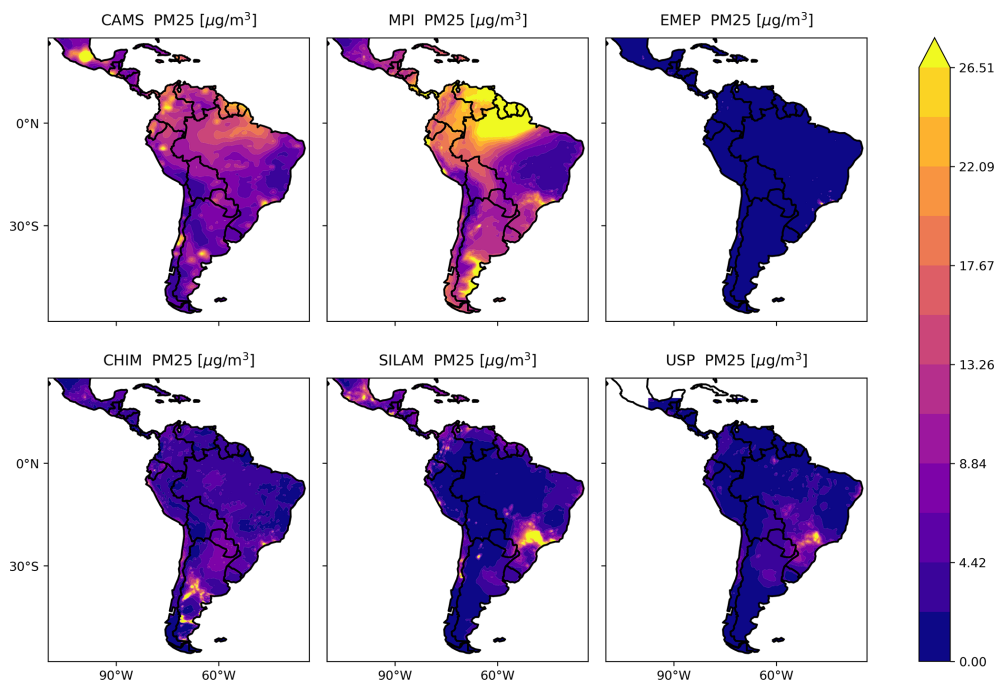 CAMS PM25 [μg/m³]
MPI PM25 [μg/m³]
EMEP PM25 [μg/m³]
0°N
30°S
CHIM PM25 [μg/m³]
SILAM PM25 [μg/m³]
USP PM25 [μg/m³]
0°N
30°S
90°W
60°W
90°W
60°W
90°W
60°W
26.51
22.09
17.67
13.26
8.84
4.42
0.00